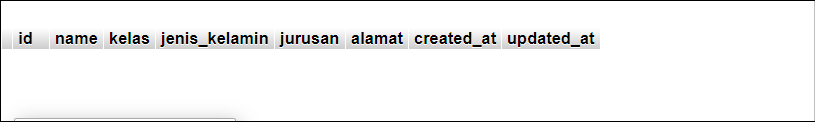 id name kelas jenis_kelamin jurusan alamat created_at updated_at